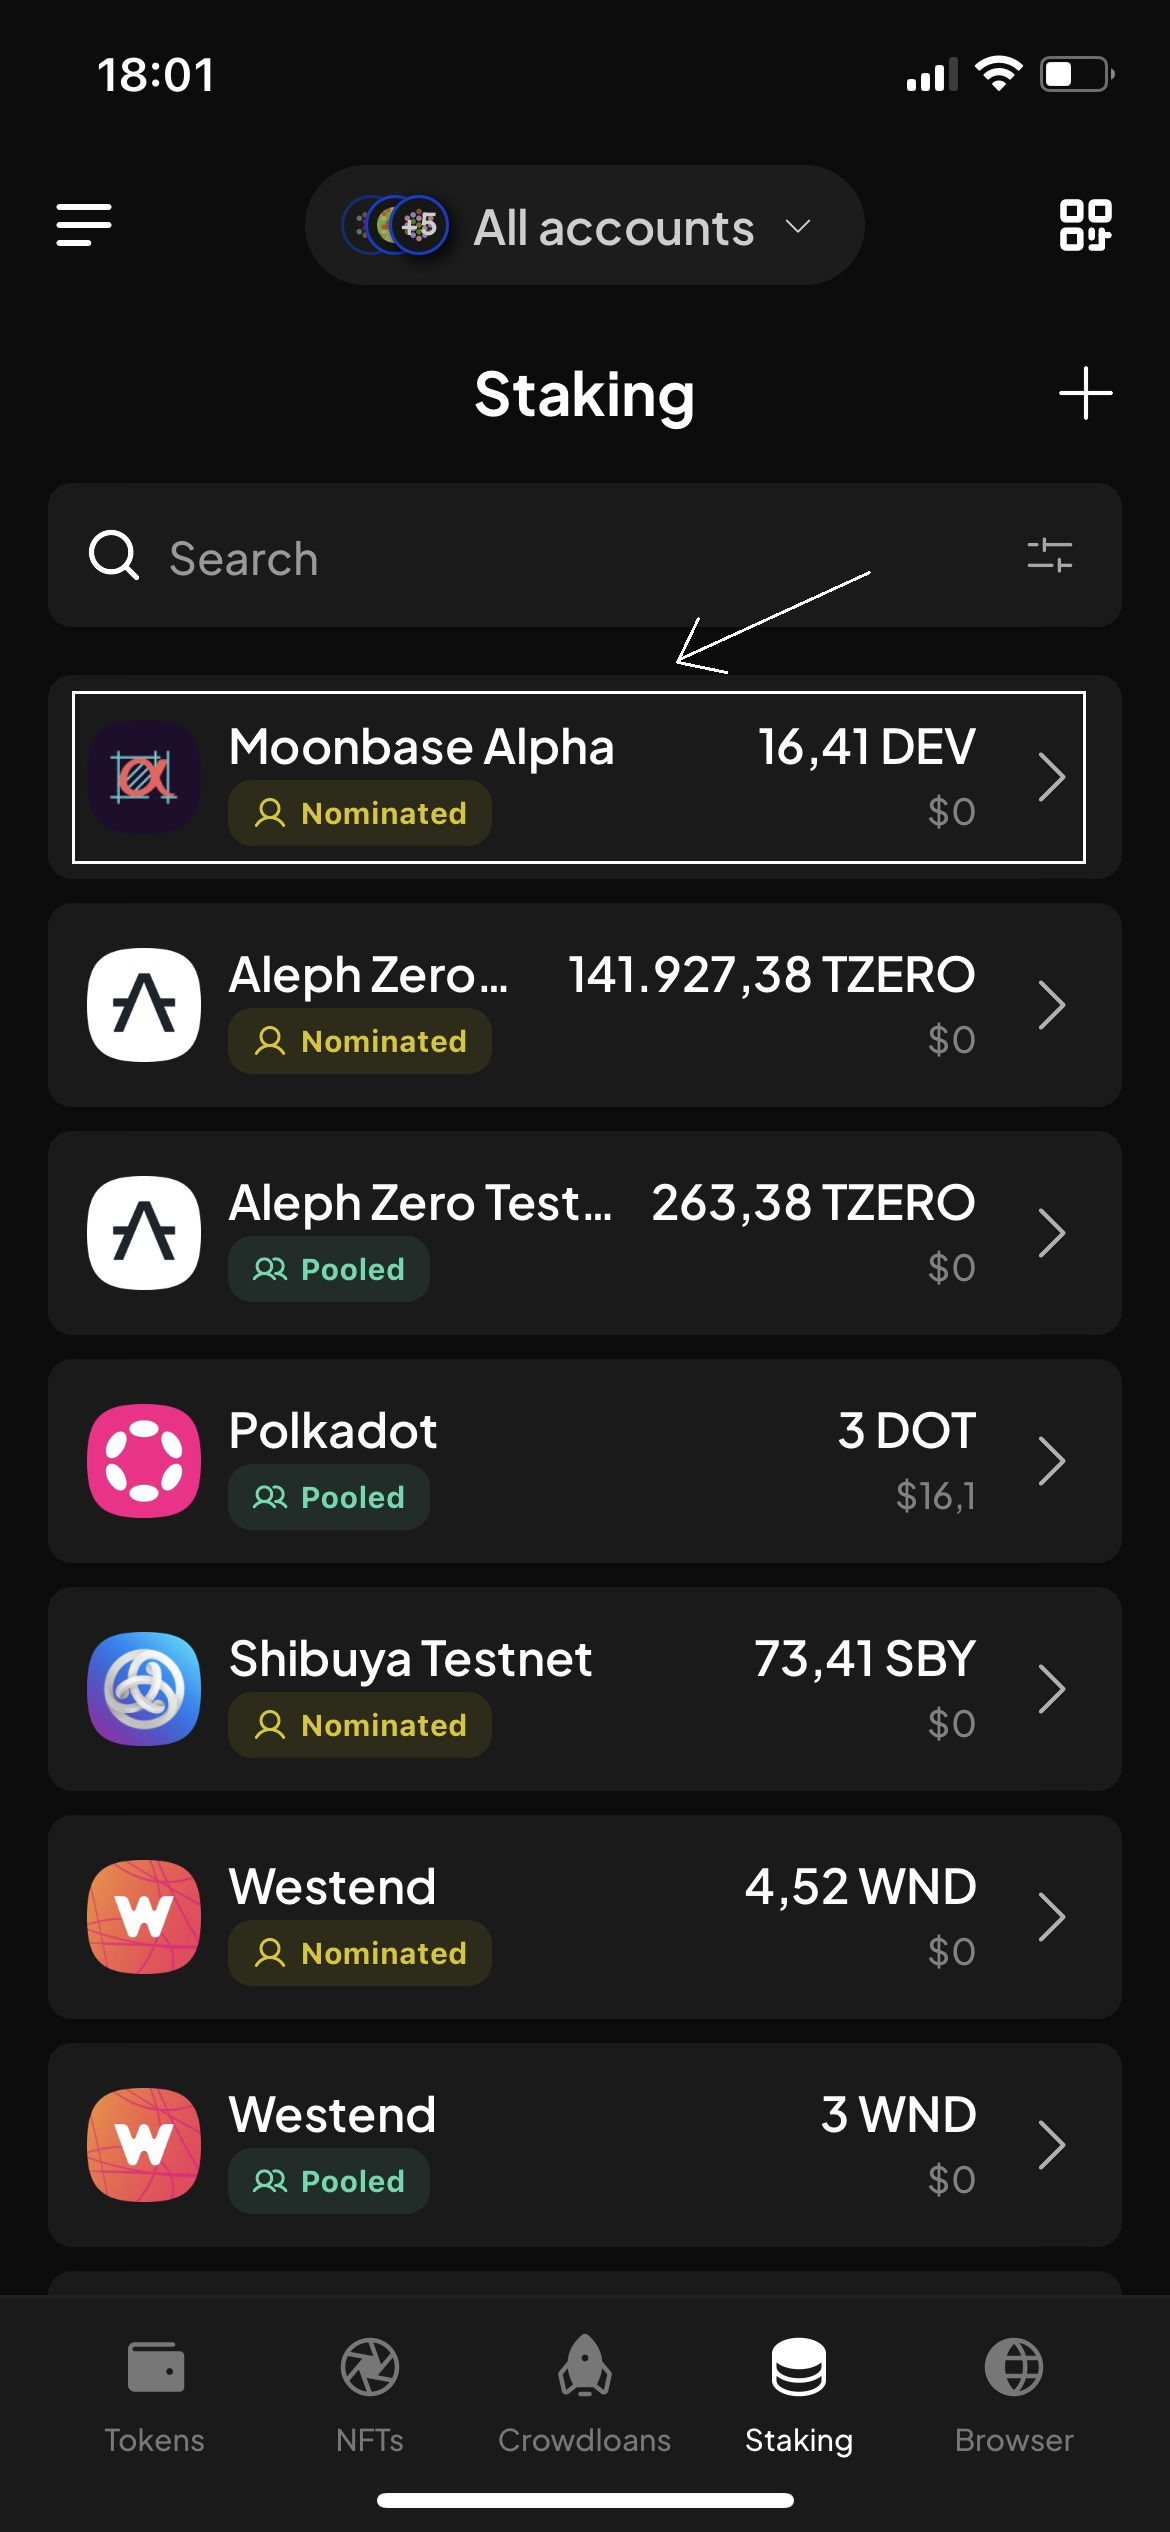 18:01
+5 All accounts
Staking
Search
Moonbase Alpha 16,41 DEV
Nominated $0
Aleph Zero... 141.927,38 TZERO
Nominated $0
Aleph Zero Test... 263,38 TZERO
Pooled $0
Polkadot 3 DOT
Pooled $16,1
Shibuya Testnet 73,41 SBY
Nominated $0
Westend 4,52 WND
Nominated $0
Westend 3 WND
Pooled $0
Tokens NFTs Crowdloans Staking Browser